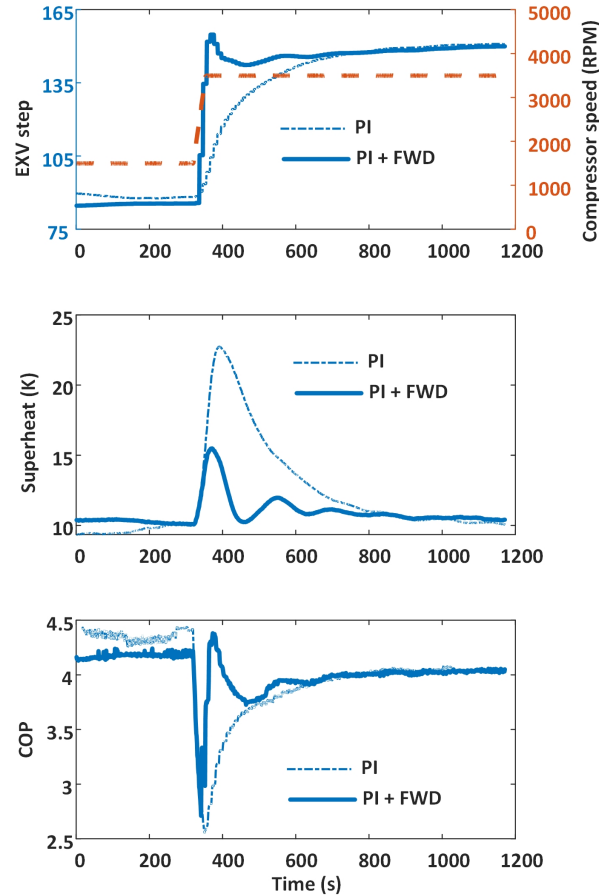 165
135
105
75
EXV step
5000
4000
3000
2000
1000
0
Compressor speed (RPM)
PI
PI + FWD
0 200 400 600 800 1000 1200
25
20
15
10
Superheat (K)
PI
PI + FWD
0 200 400 600 800 1000 1200
4.5
4
3.5
3
2.5
COP
PI
PI + FWD
0 200 400 600 800 1000 1200
Time (s)